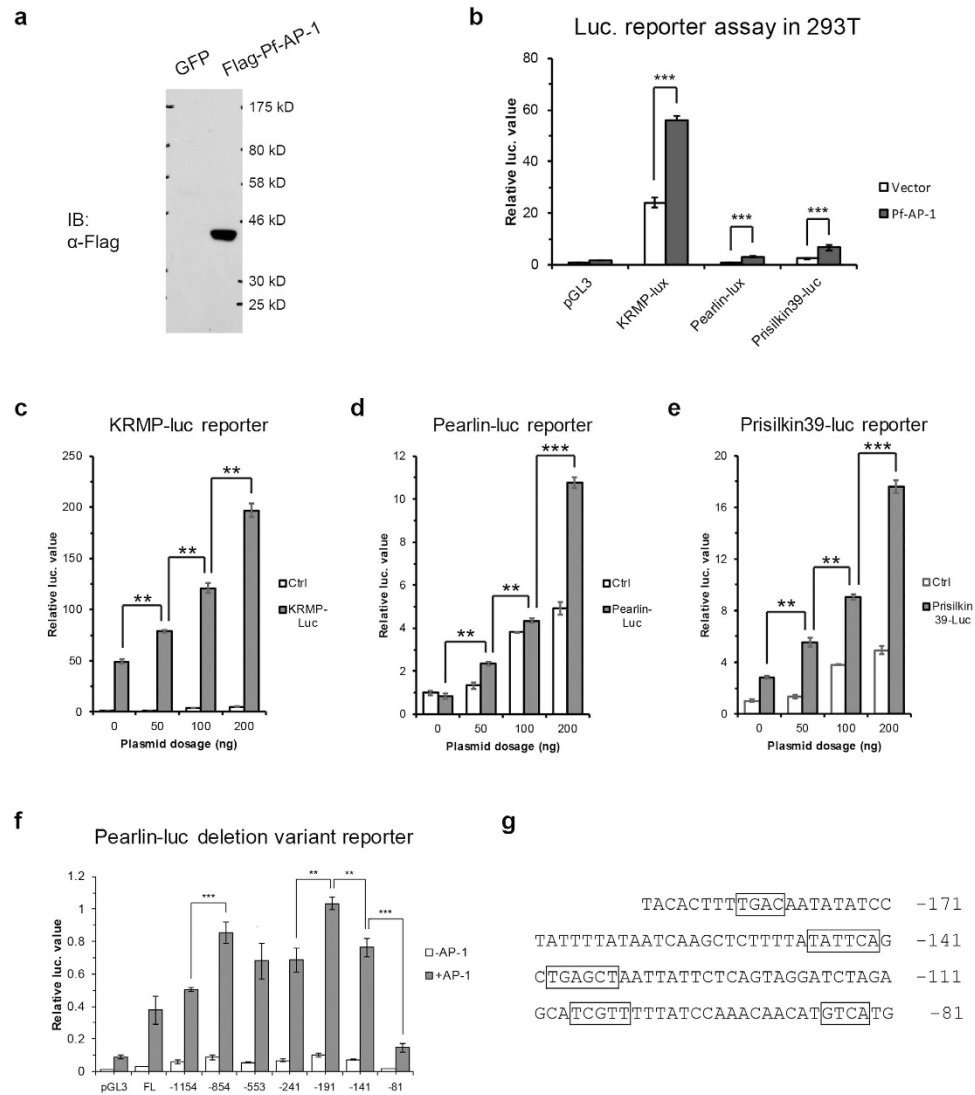 a
GFP
Flag-Pf-AP-1
175 kD
80 kD
58 kD
46 kD
30 kD
25 kD
IB:
α-Flag
b
Luc. reporter assay in 293T
Relative luc. value
80
60
40
20
0
***
***
***
pGL3
KRMP-lux
Pearlin-lux
Prisilkin39-luc
Vector
Pf-AP-1
c
KRMP-luc reporter
Relative luc. value
250
200
150
100
50
0
**
**
**
0 50 100 200
Plasmid dosage (ng)
Ctrl
KRMP-
Luc
d
Pearlin-luc reporter
Relative luc. value
12
10
8
6
4
2
0
***
**
**
0 50 100 200
Plasmid dosage (ng)
Ctrl
Pearlin-
Luc
e
Prisilkin39-luc reporter
Relative luc. value
20
16
12
8
4
0
***
**
**
0 50 100 200
Plasmid dosage (ng)
Ctrl
Prisilkin
39-Luc
f
Pearlin-luc deletion variant reporter
Relative luc. value
1.2
1
0.8
0.6
0.4
0.2
0
***
**
**
***
pGL3 FL -1154 -854 -553 -241 -191 -141 -81
-AP-1
+AP-1
g
TACACTTTTGACAATATATCC -171
TATTTTATAATCAAGCTCTTTTATATTCAG -141
CTGAGCTAATTATTCTCAGTAGGATCTAGA -111
GCATCGTTTTTATCCAAACAACATGTCATG -81